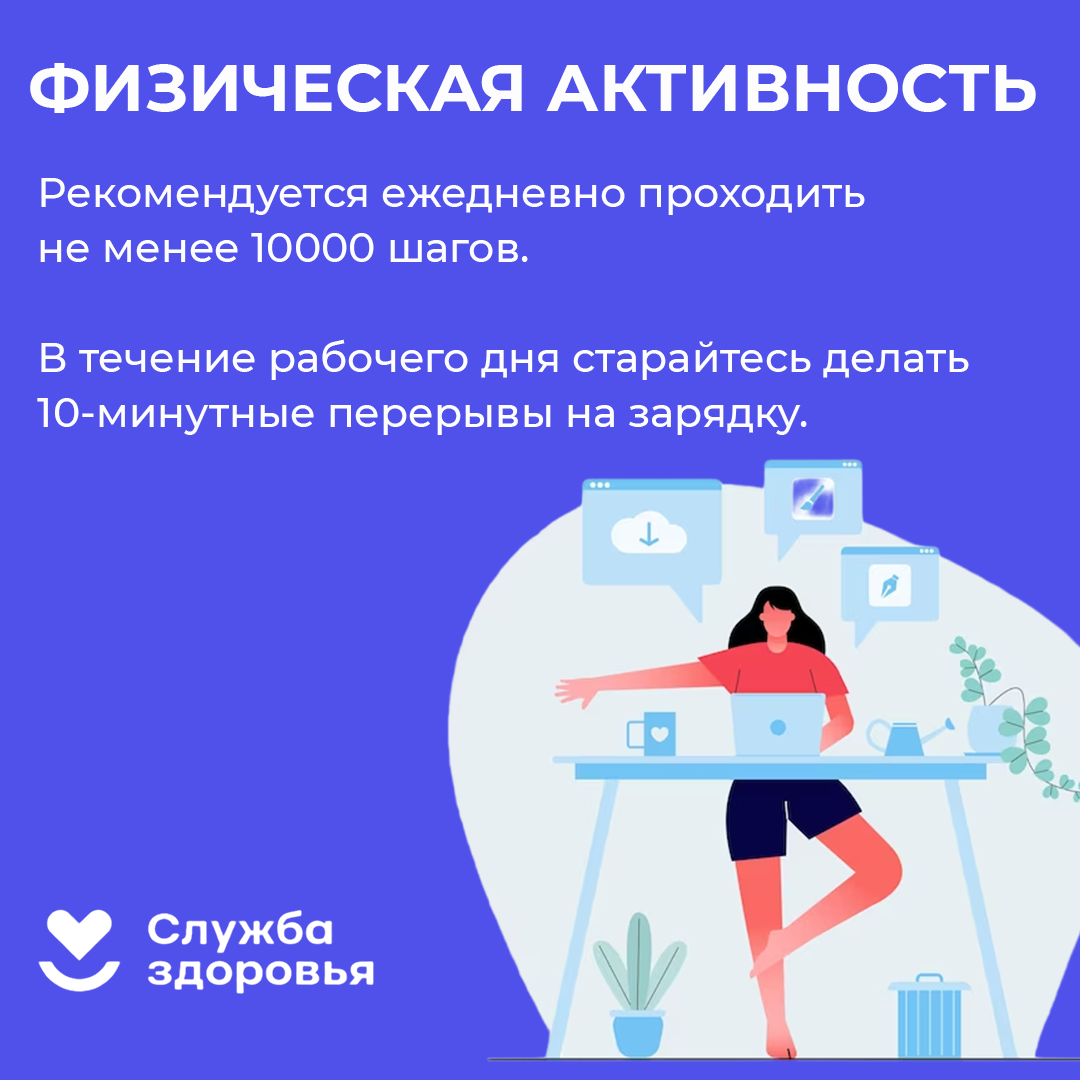 ФИЗИЧЕСКАЯ АКТИВНОСТЬ
Рекомендуется ежедневно проходить
не менее 10000 шагов.
В течение рабочего дня старайтесь делать
10-минутные перерывы на зарядку.
Служба
здоровья